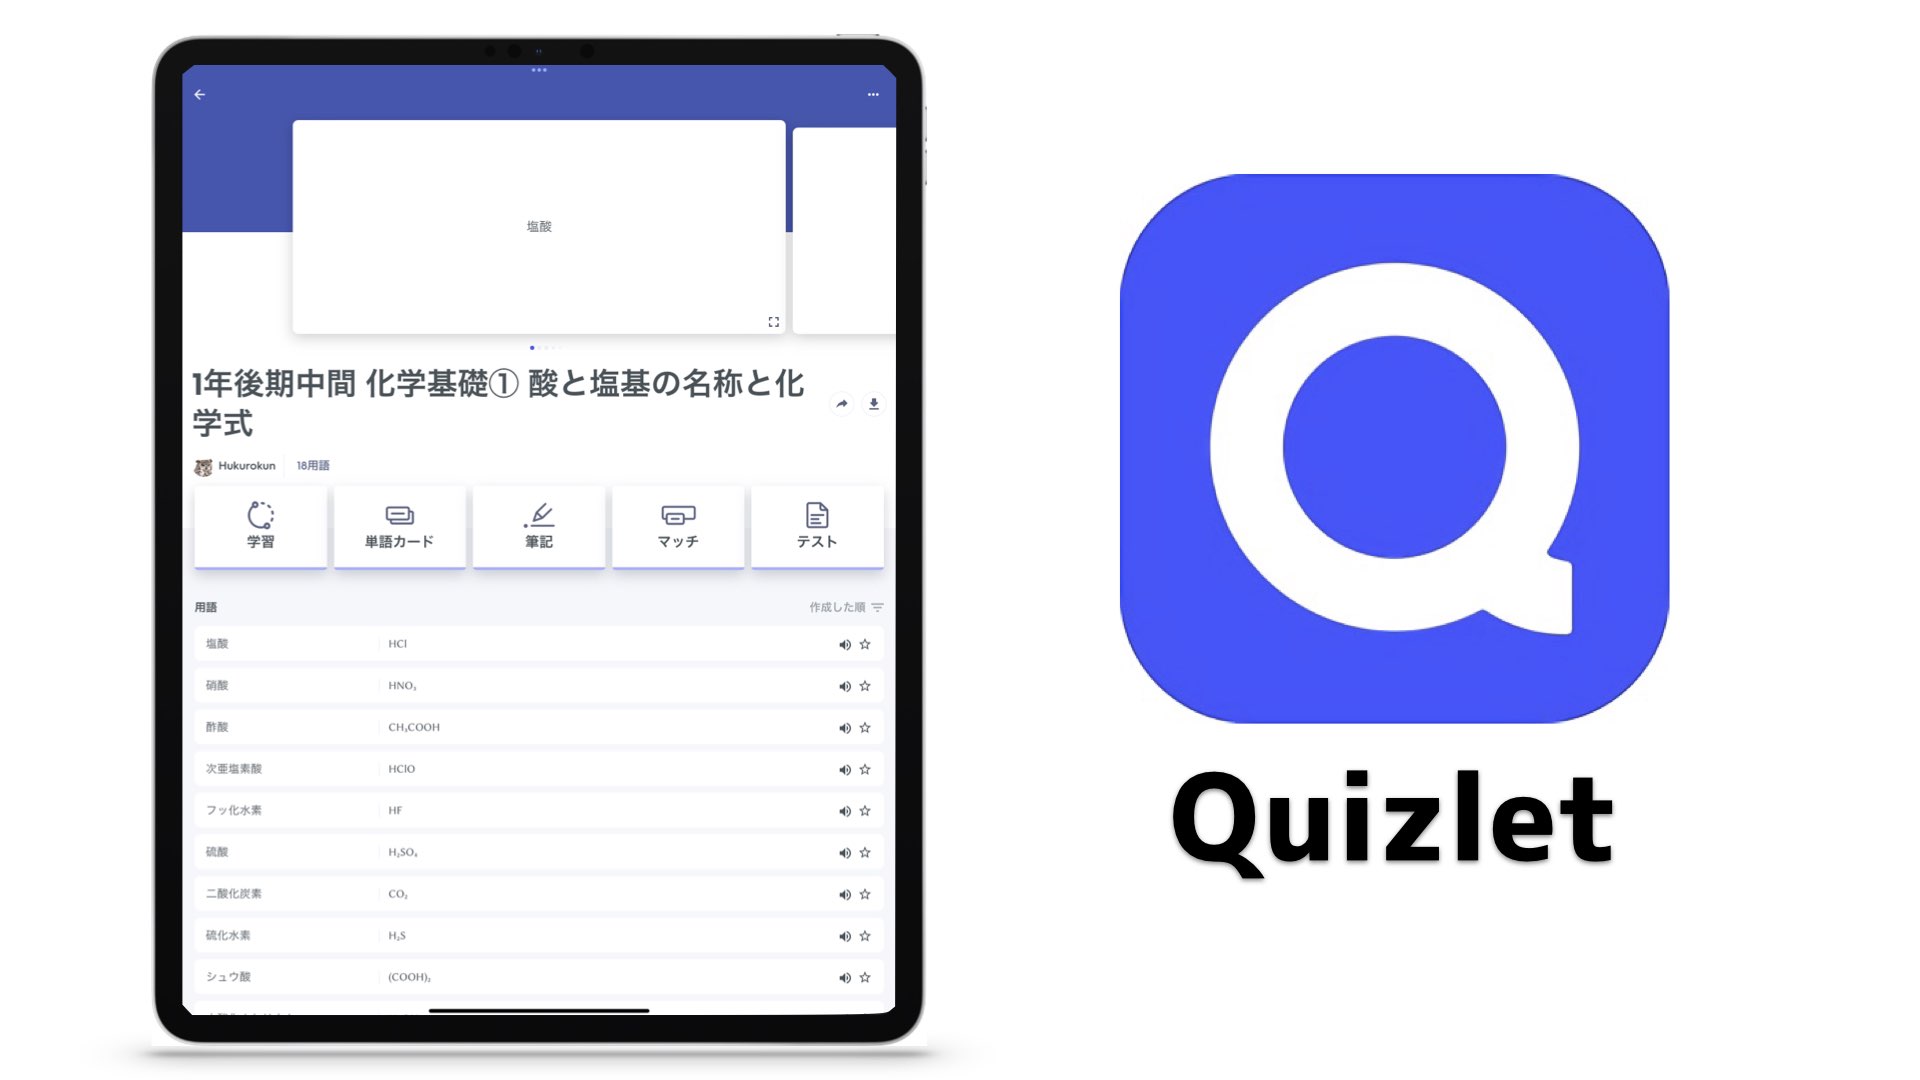 塩酸
1年後期中間 化学基礎① 酸と塩基の名称と化
学式
Hukurokun 18用語
学習 単語カード 筆記 マッチ テスト
用語 作成した順
塩酸 HCl
硝酸 HNO₃
酢酸 CH₃COOH
次亜塩素酸 HClO
フッ化水素 HF
硫酸 H₂SO₄
二酸化炭素 CO₂
硫化水素 H₂S
シュウ酸 (COOH)₂
Quizlet